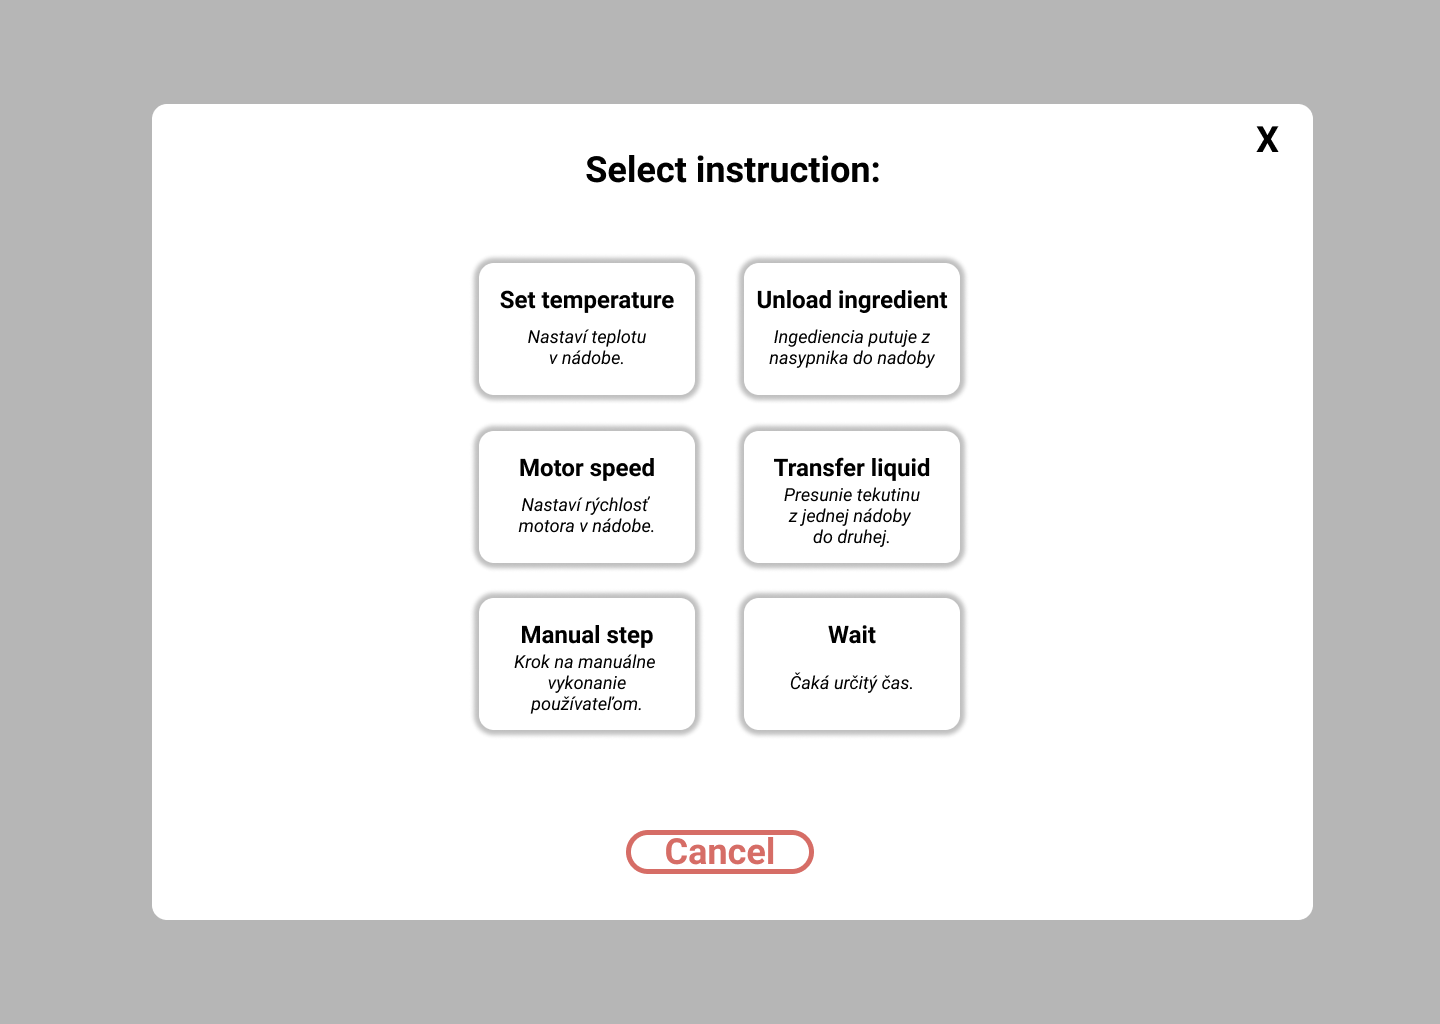 X
Select instruction:
Set temperature
Nastaví teplotu
v nádobe.
Unload ingredient
Ingediencia putuje z
nasypnika do nadoby
Motor speed
Nastaví rýchlosť
motora v nádobe.
Transfer liquid
Presunie tekutinu
z jednej nádoby
do druhej.
Manual step
Krok na manuálne
vykonanie
používateľom.
Wait
Čaká určitý čas.
Cancel